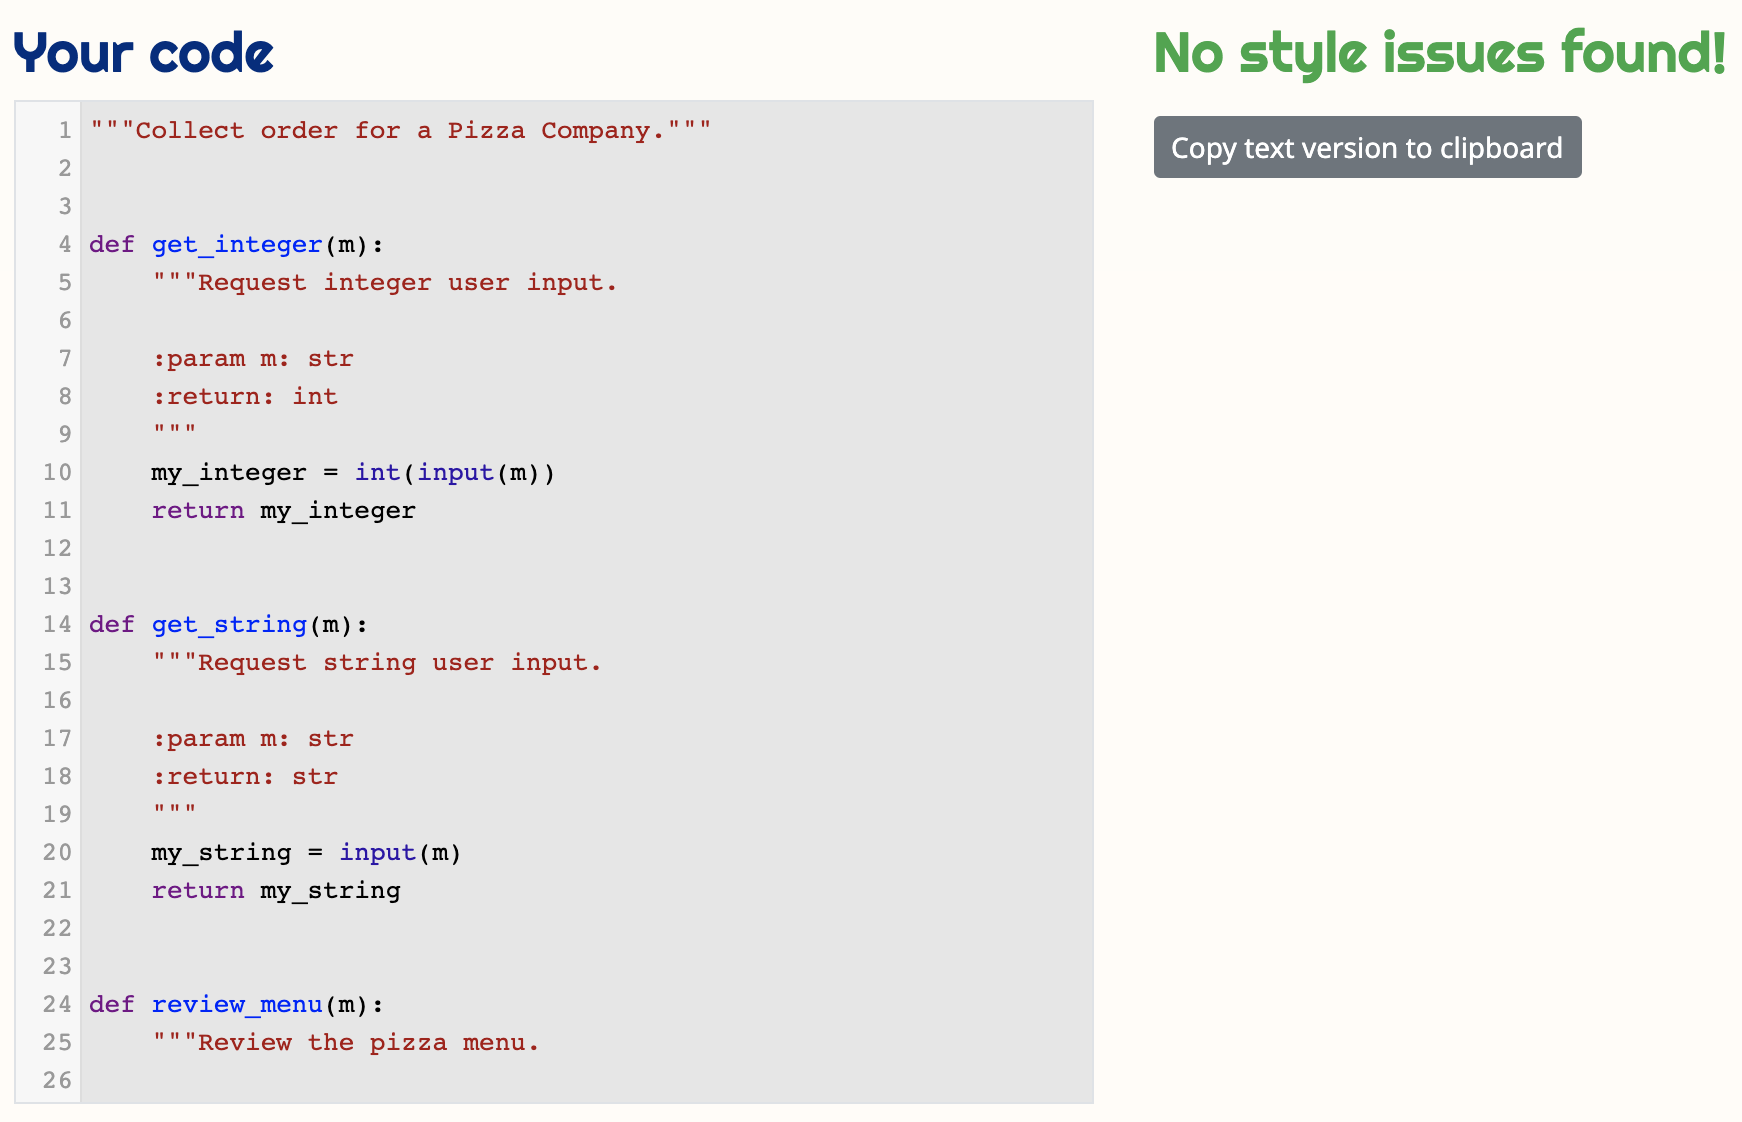 Your code
No style issues found!
Copy text version to clipboard
1 """Collect order for a Pizza Company."""
2
3
4 def get_integer(m):
5     """Request integer user input.
6
7     :param m: str
8     :return: int
9     """
10     my_integer = int(input(m))
11     return my_integer
12
13
14 def get_string(m):
15     """Request string user input.
16
17     :param m: str
18     :return: str
19     """
20     my_string = input(m)
21     return my_string
22
23
24 def review_menu(m):
25     """Review the pizza menu.
26